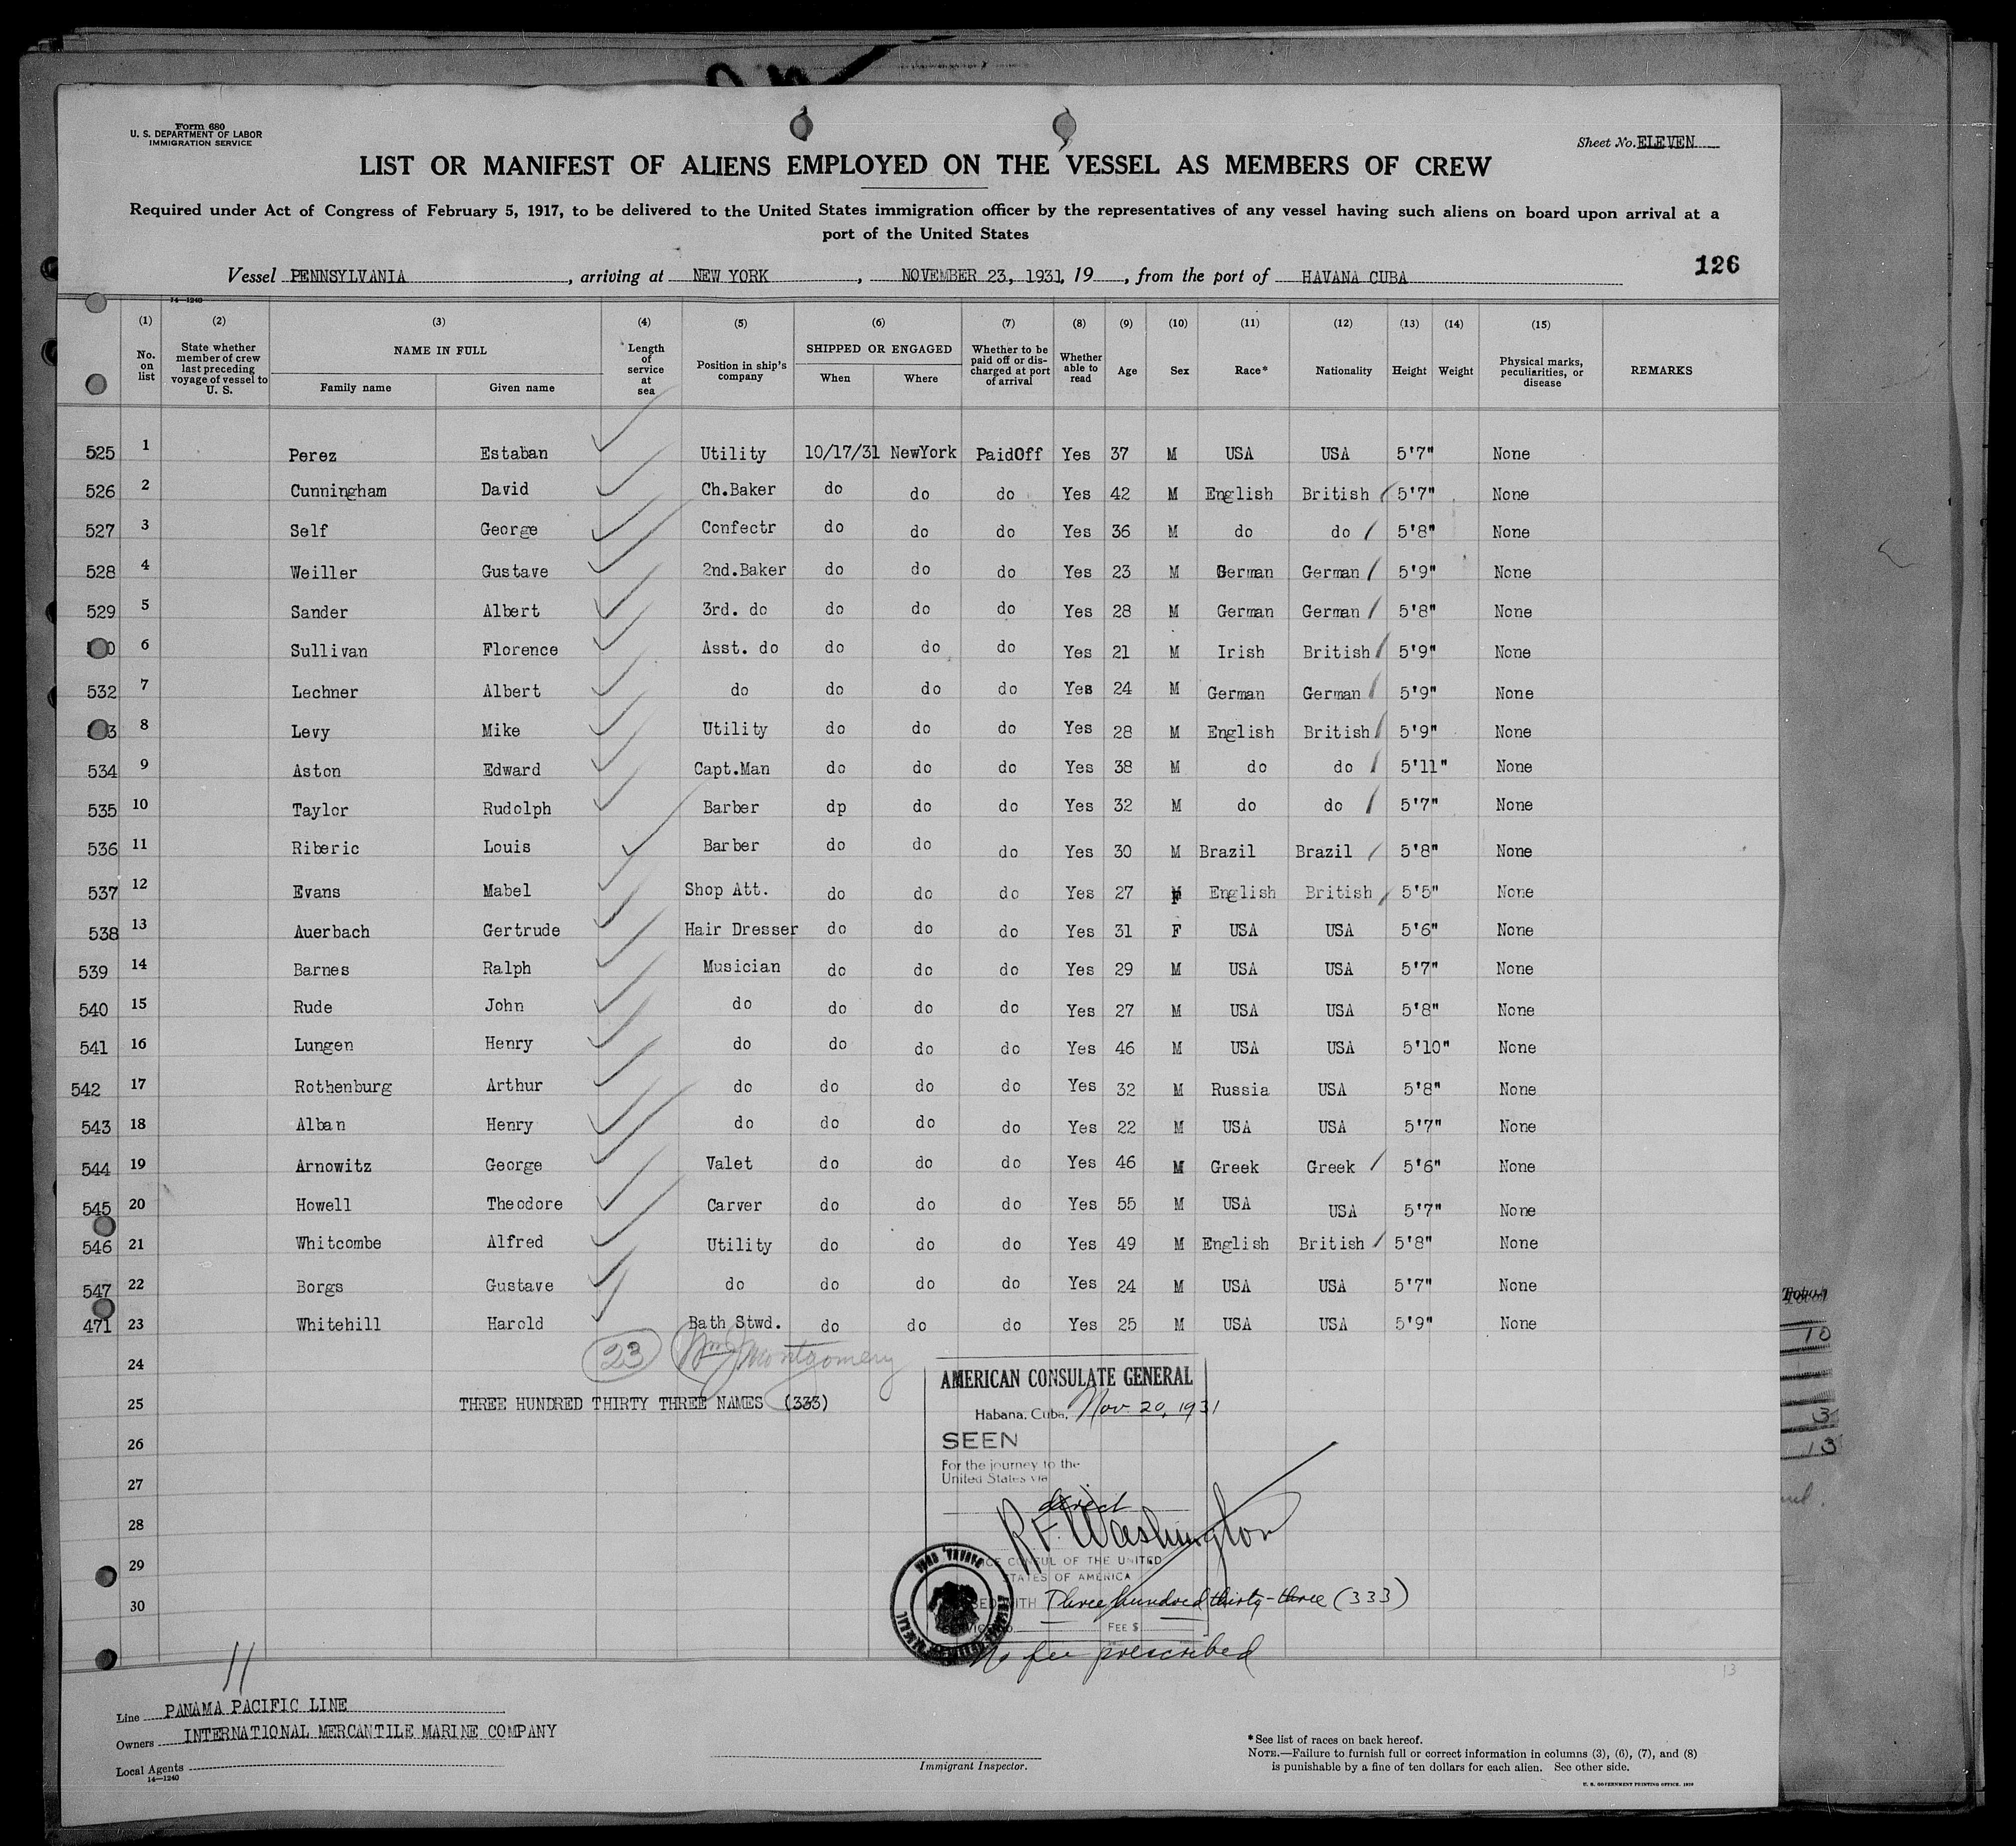 Form 680
U. S. DEPARTMENT OF LABOR
IMMIGRATION SERVICE
Sheet No. ELEVEN
LIST OR MANIFEST OF ALIENS EMPLOYED ON THE VESSEL AS MEMBERS OF CREW
Required under Act of Congress of February 5, 1917, to be delivered to the United States immigration officer by the representatives of any vessel having such aliens on board upon arrival at a
port of the United States
126
Vessel PENNSYLVANIA, arriving at NEW YORK, NOVEMBER 23, 1931, 19, from the port of HAVANA CUBA
14—1240
(1) No. on list (2) State whether member of crew last preceding voyage of vessel to U. S. (3) NAME IN FULL Family name Given name (4) Length of service at sea (5) Position in ship's company (6) SHIPPED OR ENGAGED When Where (7) Whether to be paid off or discharged at port of arrival (8) Whether able to read (9) Age (10) Sex (11) Race* (12) Nationality (13) Height (14) Weight (15) Physical marks, peculiarities, or disease REMARKS
525 1 Perez Estaban Utility 10/17/31 NewYork PaidOff Yes 37 M USA USA 5'7" None
526 2 Cunningham David Ch.Baker do do do Yes 42 M English British 5'7" None
527 3 Self George Confectr do do do Yes 36 M do do 5'8" None
528 4 Weiller Gustave 2nd.Baker do do do Yes 23 M German German 5'9" None
529 5 Sander Albert 3rd. do do do do Yes 28 M German German 5'8" None
6 Sullivan Florence Asst. do do do do Yes 21 M Irish British 5'9" None
532 7 Lechner Albert do do do do Yes 24 M German German 5'9" None
8 Levy Mike Utility do do do Yes 28 M English British 5'9" None
534 9 Aston Edward Capt.Man do do do Yes 38 M do do 5'11" None
535 10 Taylor Rudolph Barber dp do do Yes 32 M do do 5'7" None
536 11 Riberic Louis Barber do do do Yes 30 M Brazil Brazil 5'8" None
537 12 Evans Mabel Shop Att. do do do Yes 27 F English British 5'5" None
538 13 Auerbach Gertrude Hair Dresser do do do Yes 31 F USA USA 5'6" None
539 14 Barnes Ralph Musician do do do Yes 29 M USA USA 5'7" None
540 15 Rude John do do do do Yes 27 M USA USA 5'8" None
541 16 Lungen Henry do do do do Yes 46 M USA USA 5'10" None
542 17 Rothenburg Arthur do do do do Yes 32 M Russia USA 5'8" None
543 18 Alban Henry do do do do Yes 22 M USA USA 5'7" None
544 19 Arnowitz George Valet do do do Yes 46 M Greek Greek 5'6" None
545 20 Howell Theodore Carver do do do Yes 55 M USA USA 5'7" None
546 21 Whitcombe Alfred Utility do do do Yes 49 M English British 5'8" None
547 22 Borgs Gustave do do do do Yes 24 M USA USA 5'7" None
471 23 Whitehill Harold Bath Stwd. do do do Yes 25 M USA USA 5'9" None
24 23 Wm J Montgomery
25 THREE HUNDRED THIRTY THREE NAMES (333)
26
27
28
29
30
AMERICAN CONSULATE GENERAL
Habana, Cuba, Nov. 20, 1931
SEEN
For the journey to the
United States via
direct
R F Washington
VICE CONSUL OF THE UNITED
STATES OF AMERICA
WITH Three hundred thirty-three (333)
FEE $
No fee prescribed
10
3
13
13
11
Line PANAMA PACIFIC LINE
Owners INTERNATIONAL MERCANTILE MARINE COMPANY
Local Agents
14—1240
Immigrant Inspector.
*See list of races on back hereof.
NOTE.—Failure to furnish full or correct information in columns (3), (6), (7), and (8)
is punishable by a fine of ten dollars for each alien. See other side.